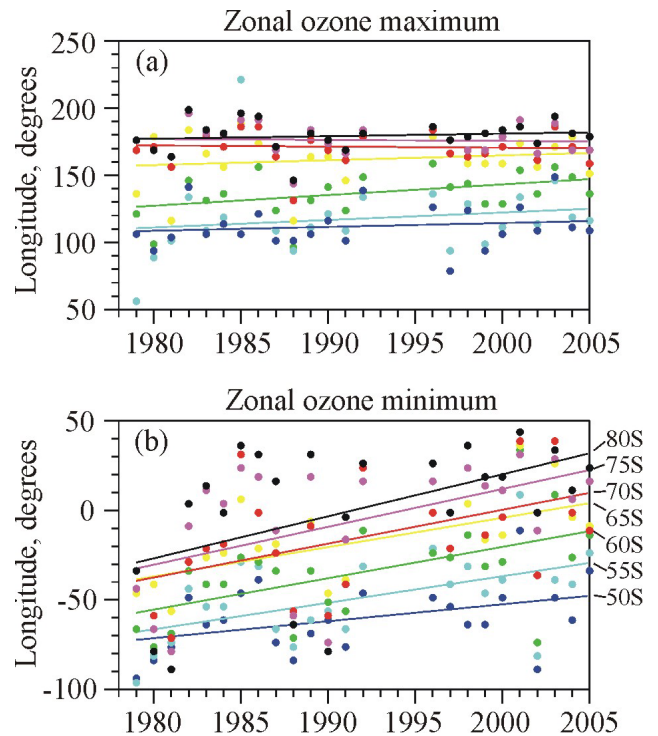 Zonal ozone maximum
(a)
Longitude, degrees
250
200
150
100
50
1980 1985 1990 1995 2000 2005
Zonal ozone minimum
(b)
Longitude, degrees
50
0
-50
-100
80S
75S
70S
65S
60S
55S
50S
1980 1985 1990 1995 2000 2005